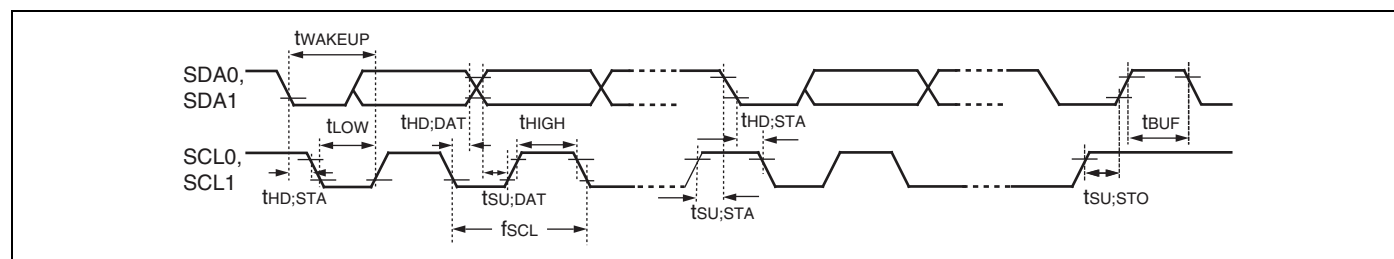 tWAKEUP
SDA0,
SDA1
tLOW
tHD;DAT
tHIGH
tHD;STA
tBUF
SCL0,
SCL1
tHD;STA
tSU;DAT
tSU;STA
tSU;STO
fSCL